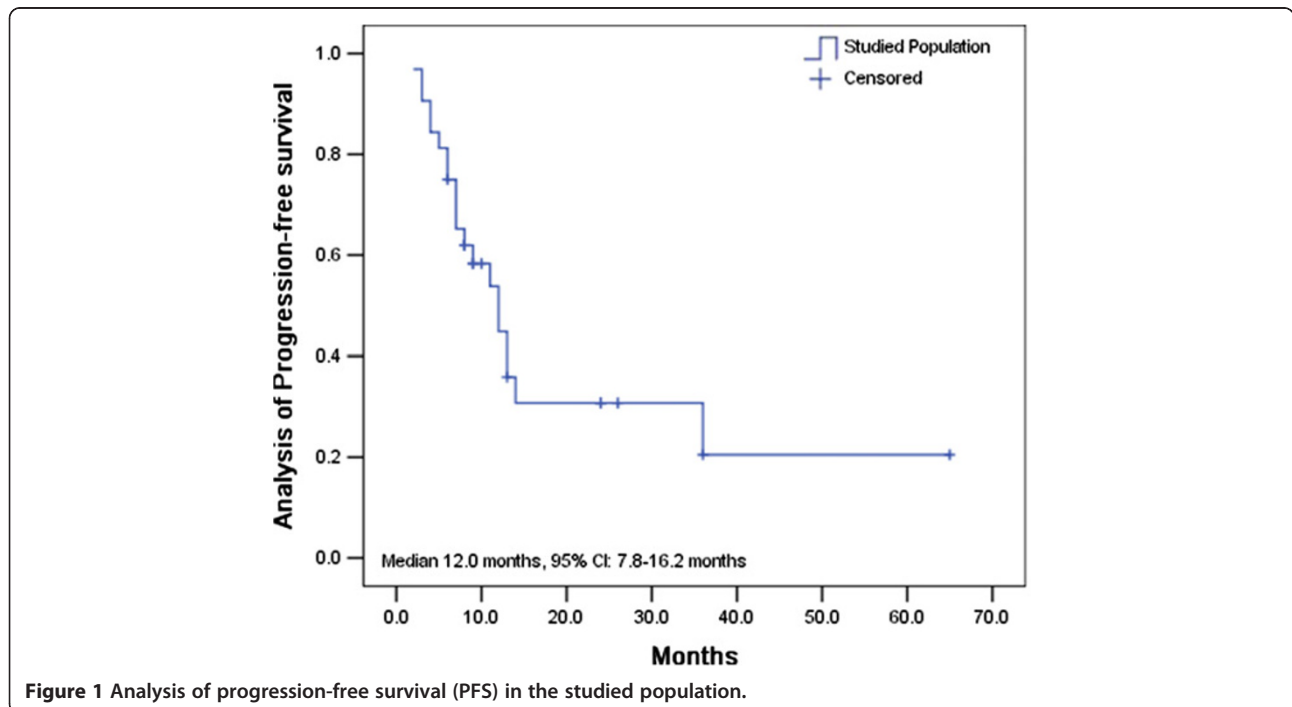 Studied Population
Censored
Analysis of Progression-free survival
1.0
0.8
0.6
0.4
0.2
0.0
Median 12.0 months, 95% CI: 7.8-16.2 months
0.0 10.0 20.0 30.0 40.0 50.0 60.0 70.0
Months
Figure 1 Analysis of progression-free survival (PFS) in the studied population.